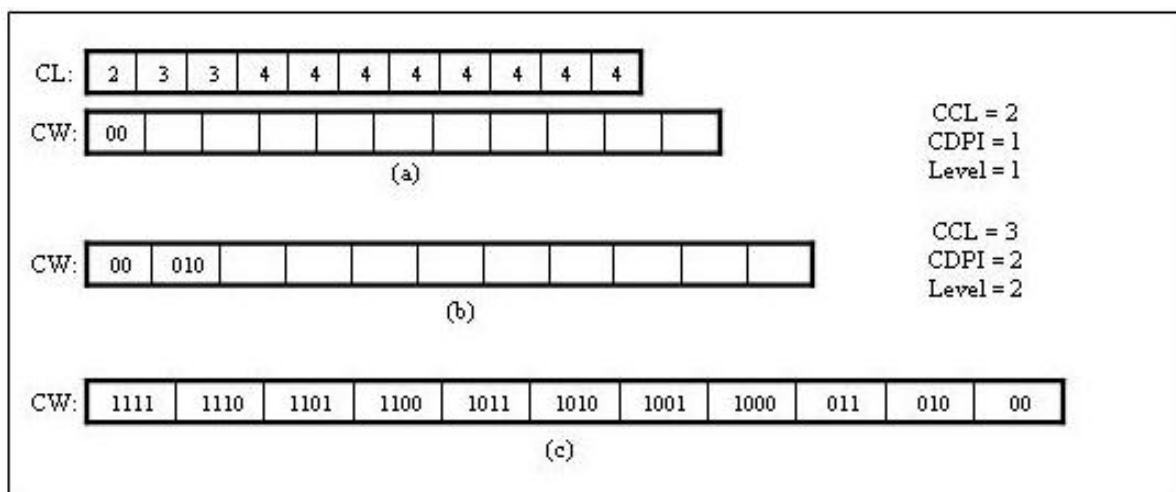 CL: 2 3 3 4 4 4 4 4 4 4 4
CW: 00
(a)
CCL = 2
CDPI = 1
Level = 1
CW: 00 010
(b)
CCL = 3
CDPI = 2
Level = 2
CW: 1111 1110 1101 1100 1011 1010 1001 1000 011 010 00
(c)